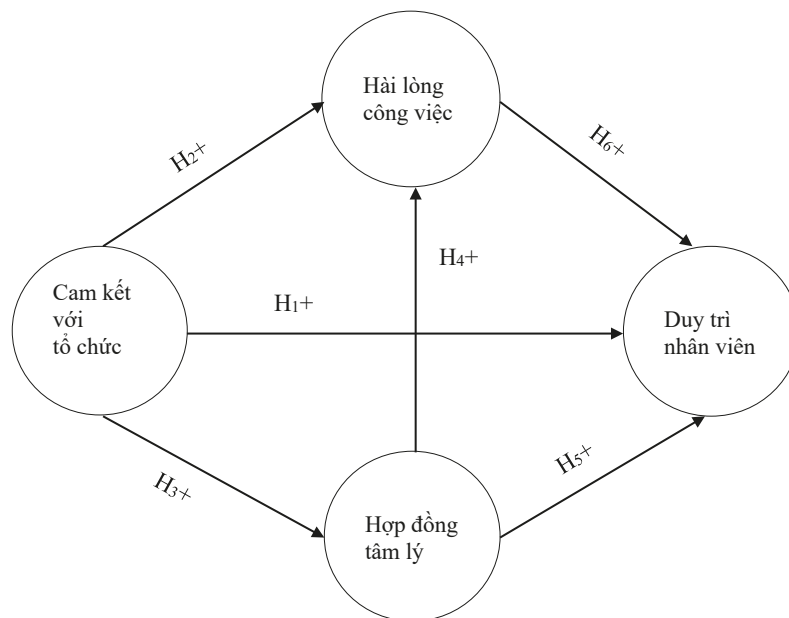 Hài lòng
công việc
H2+
H6+
H4+
Cam kết
với
tổ chức
H1+
Duy trì
nhân viên
H3+
H5+
Hợp đồng
tâm lý